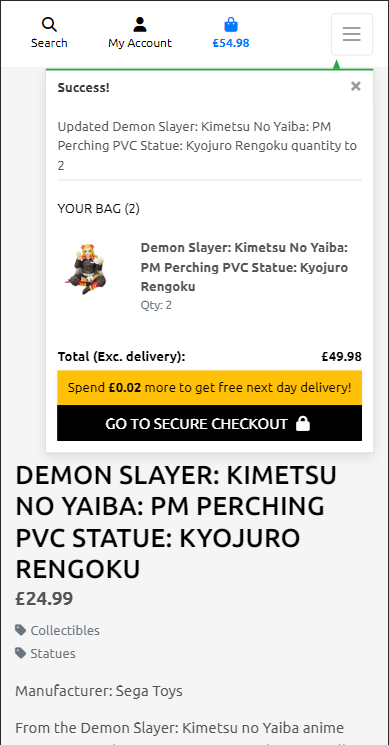 Search
My Account
£54.98
Success!
×
Updated Demon Slayer: Kimetsu No Yaiba: PM
Perching PVC Statue: Kyojuro Rengoku quantity to
2
YOUR BAG (2)
Demon Slayer: Kimetsu No Yaiba:
PM Perching PVC Statue: Kyojuro
Rengoku
Qty: 2
Total (Exc. delivery): £49.98
Spend £0.02 more to get free next day delivery!
GO TO SECURE CHECKOUT
DEMON SLAYER: KIMETSU
NO YAIBA: PM PERCHING
PVC STATUE: KYOJURO
RENGOKU
£24.99
Collectibles
Statues
Manufacturer: Sega Toys
From the Demon Slayer: Kimetsu no Yaiba anime